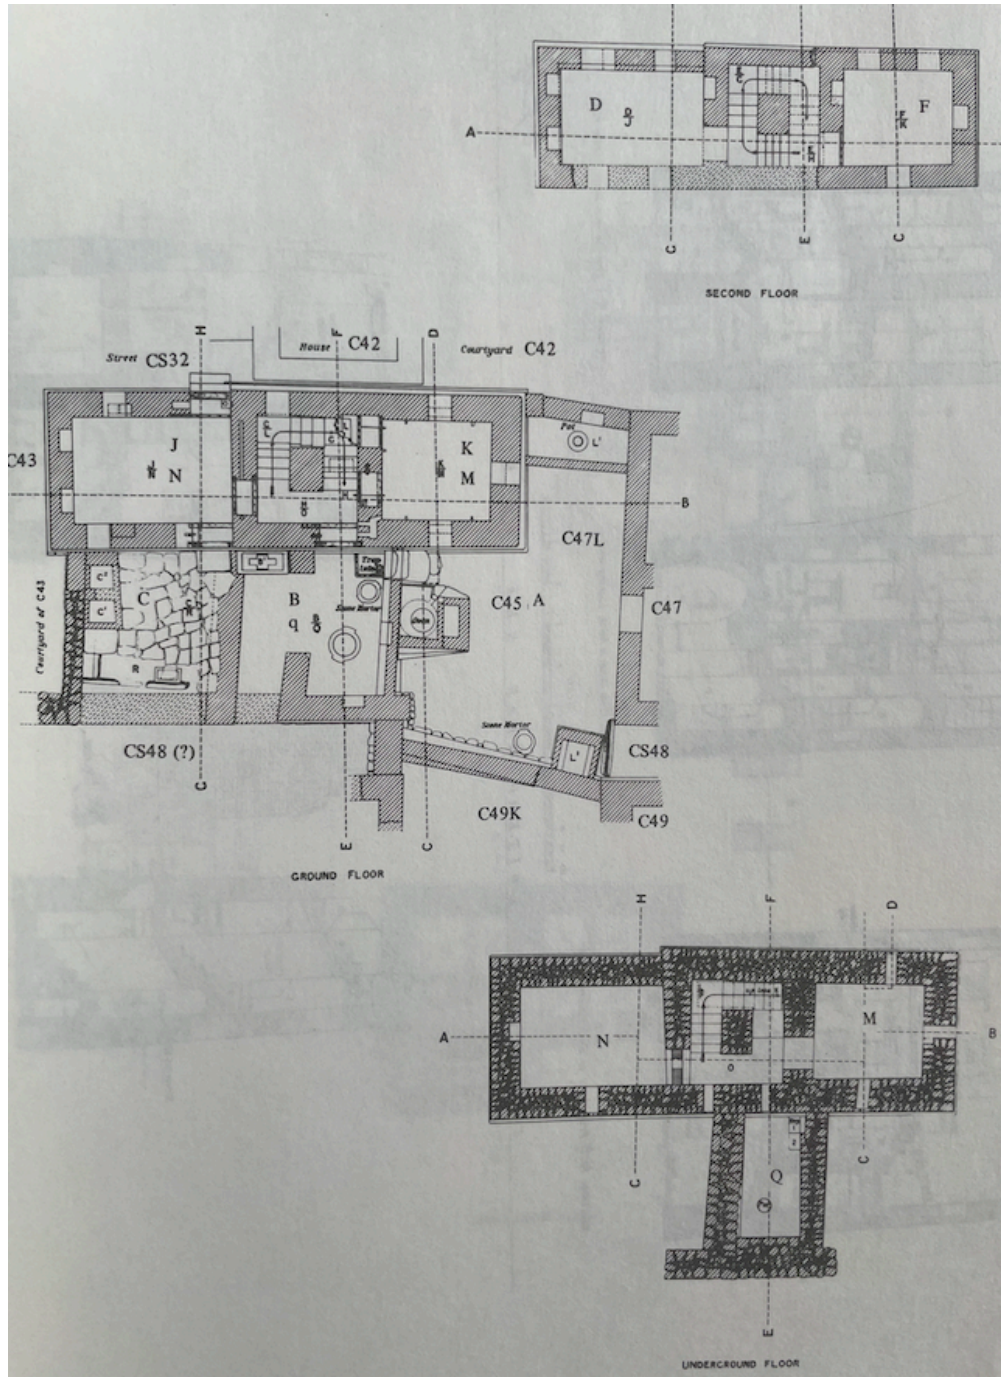 D
D
J
F
F
K
A
C
E
C
SECOND FLOOR
H
F
D
House C42
Street CS32
Courtyard C42
C43
J
N
K
M
Pot
L'
B
C47L
Courtyard of C43
C
B
q
Stone Mortar
C45 A
C47
R
Stone Mortar
L²
CS48 (?)
CS48
C
C49K
C49
E
C
GROUND FLOOR
H
F
D
A
N
M
B
O
C
Q
C
E
UNDERGROUND FLOOR